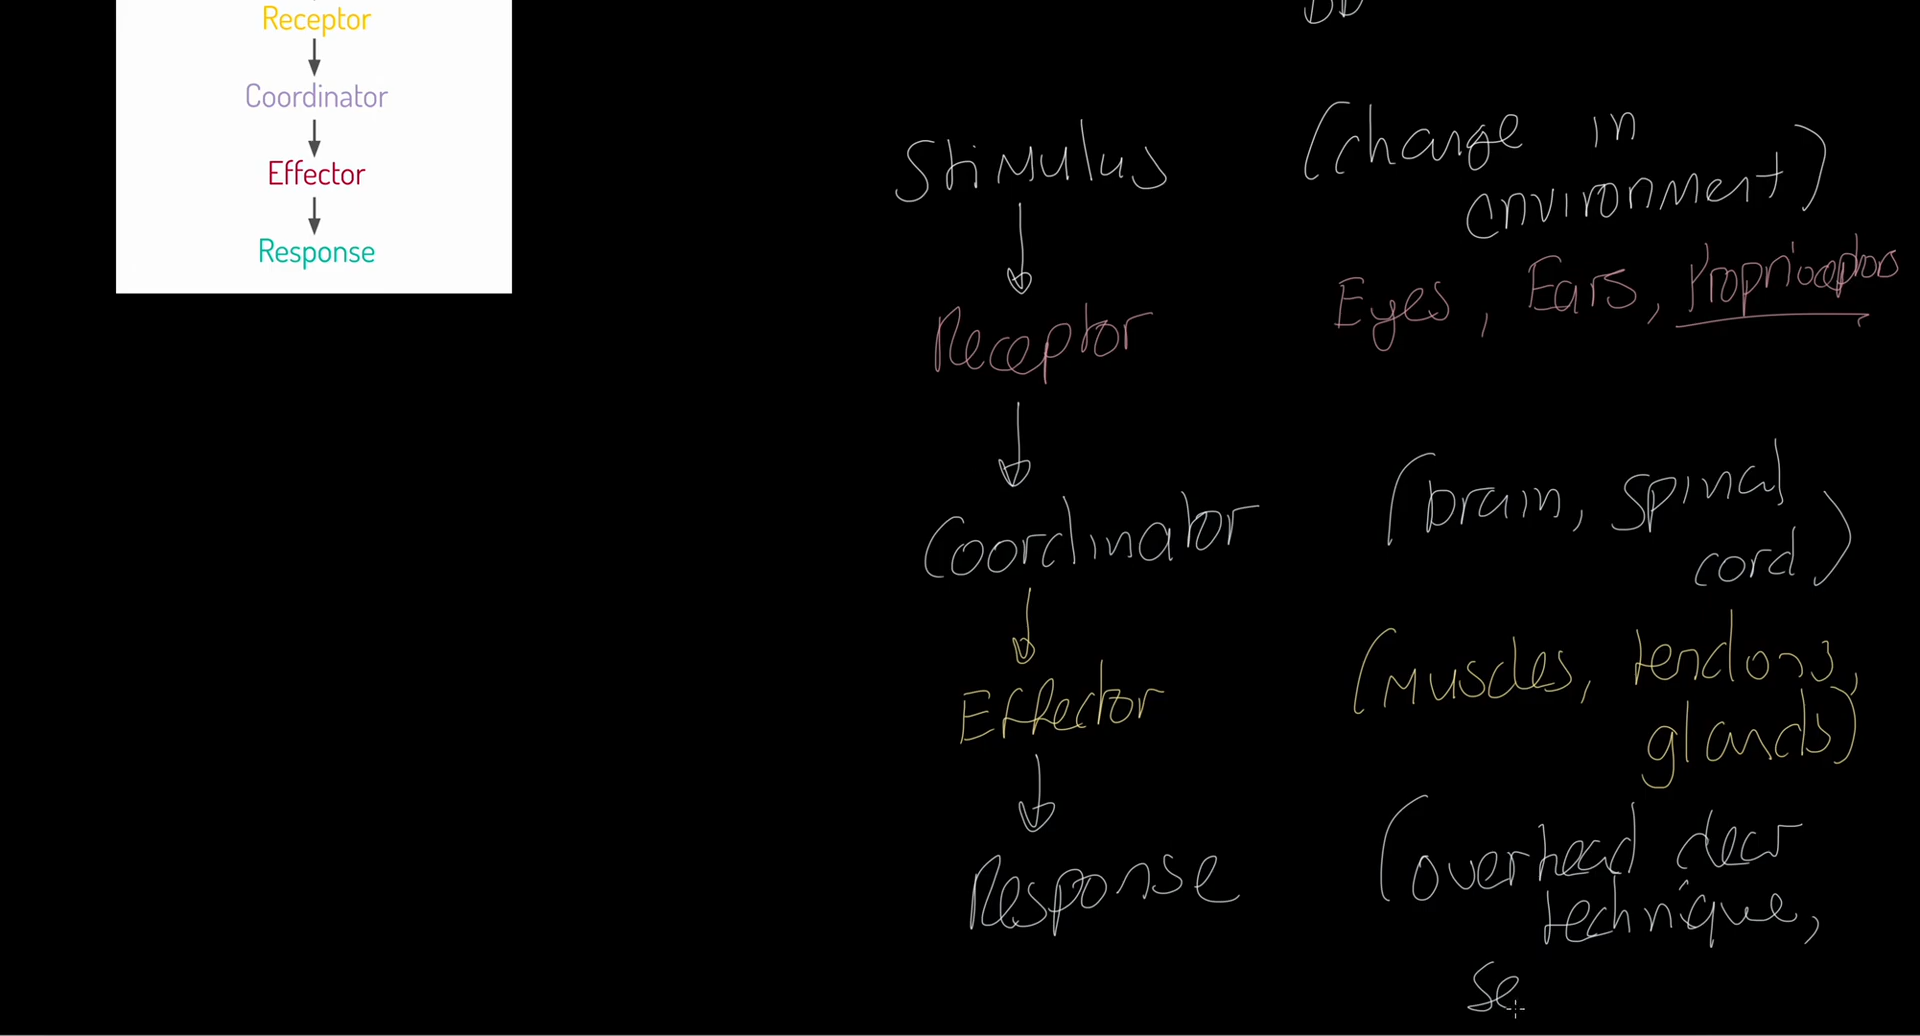 Receptor
Coordinator
Effector
Response
Stimulus
(change in
environment)
Receptor
Eyes, Ears, Proprioceptors
Coordinator
(brain, spinal
cord)
Effector
(Muscles, tendons,
glands)
Response
(overhead clear
technique,
Se